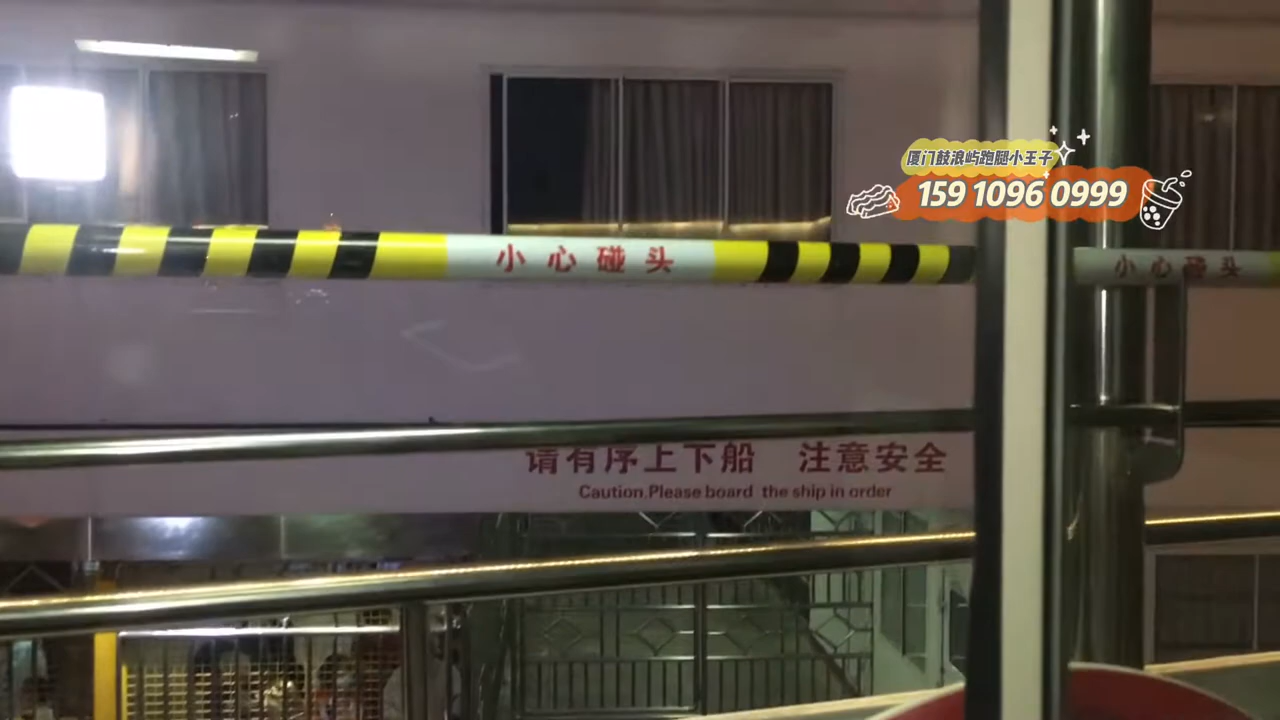 厦门鼓浪屿跑腿小王子
159 1096 0999
小心碰头
小心碰头
请有序上下船 注意安全
Caution.Please board the ship in order